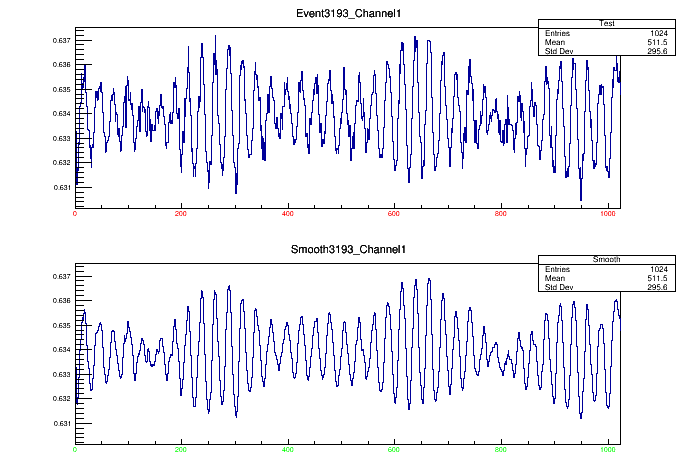 Event3193_Channel1
Test
Entries 1024
Mean 511.5
Std Dev 295.6
0.637
0.636
0.635
0.634
0.633
0.632
0.631
0 200 400 600 800 1000
Smooth3193_Channel1
Smooth
Entries 1024
Mean 511.5
Std Dev 295.6
0.637
0.636
0.635
0.634
0.633
0.632
0.631
0 200 400 600 800 1000